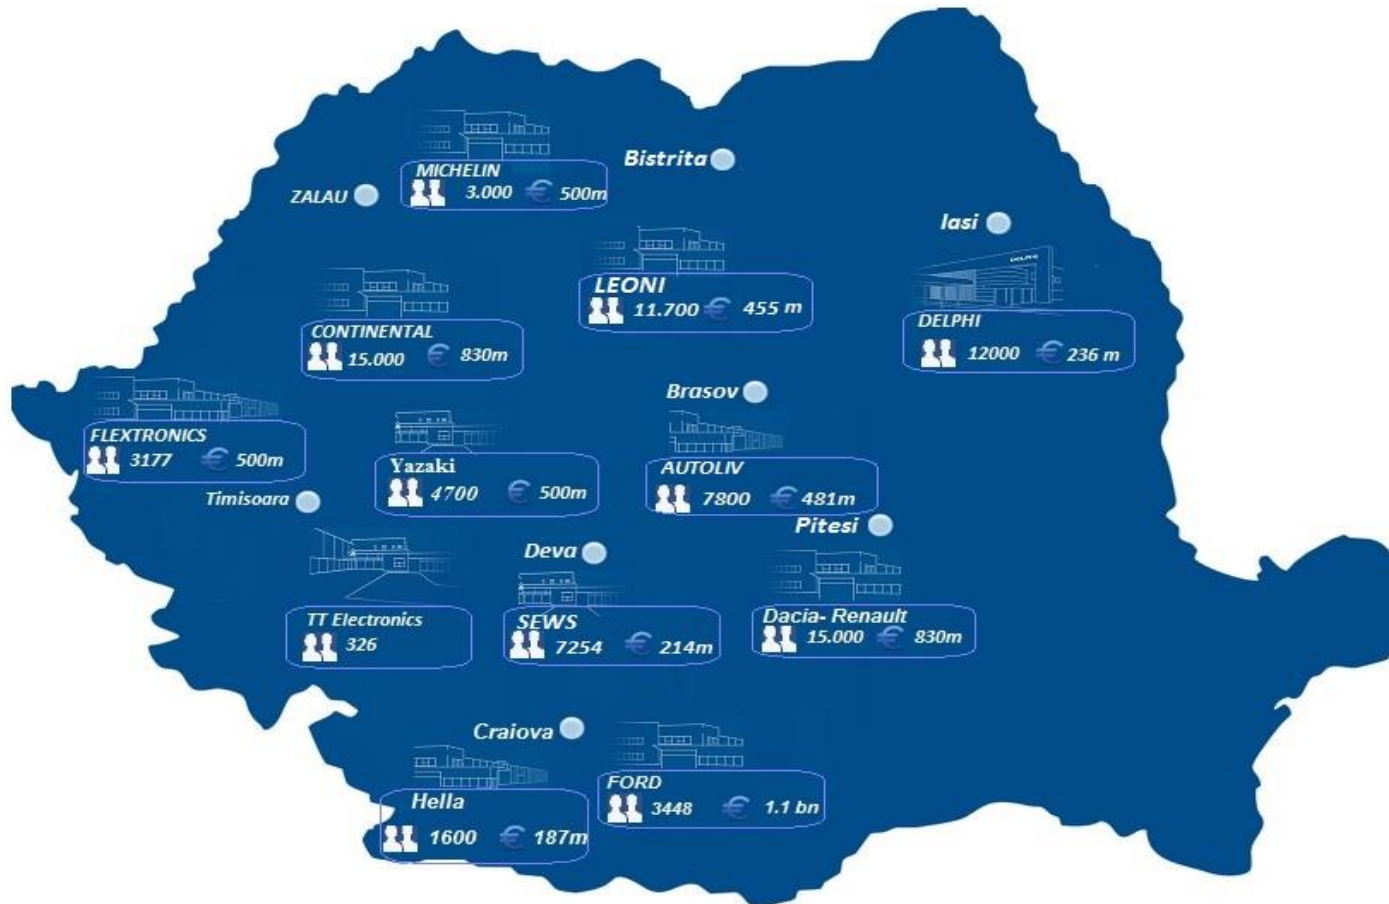 Bistrita
MICHELIN
3.000 € 500m
ZALAU
Iasi
DELPHI
LEONI
11.700 € 455 m
DELPHI
12000 € 236 m
CONTINENTAL
15.000 € 830m
Brasov
FLEXTRONICS
3177 € 500m
Yazaki
4700 € 500m
AUTOLIV
7800 € 481m
Timisoara
Pitesi
Deva
TT Electronics
326
SEWS
7254 € 214m
Dacia- Renault
15.000 € 830m
Craiova
Hella
1600 € 187m
FORD
3448 € 1.1 bn